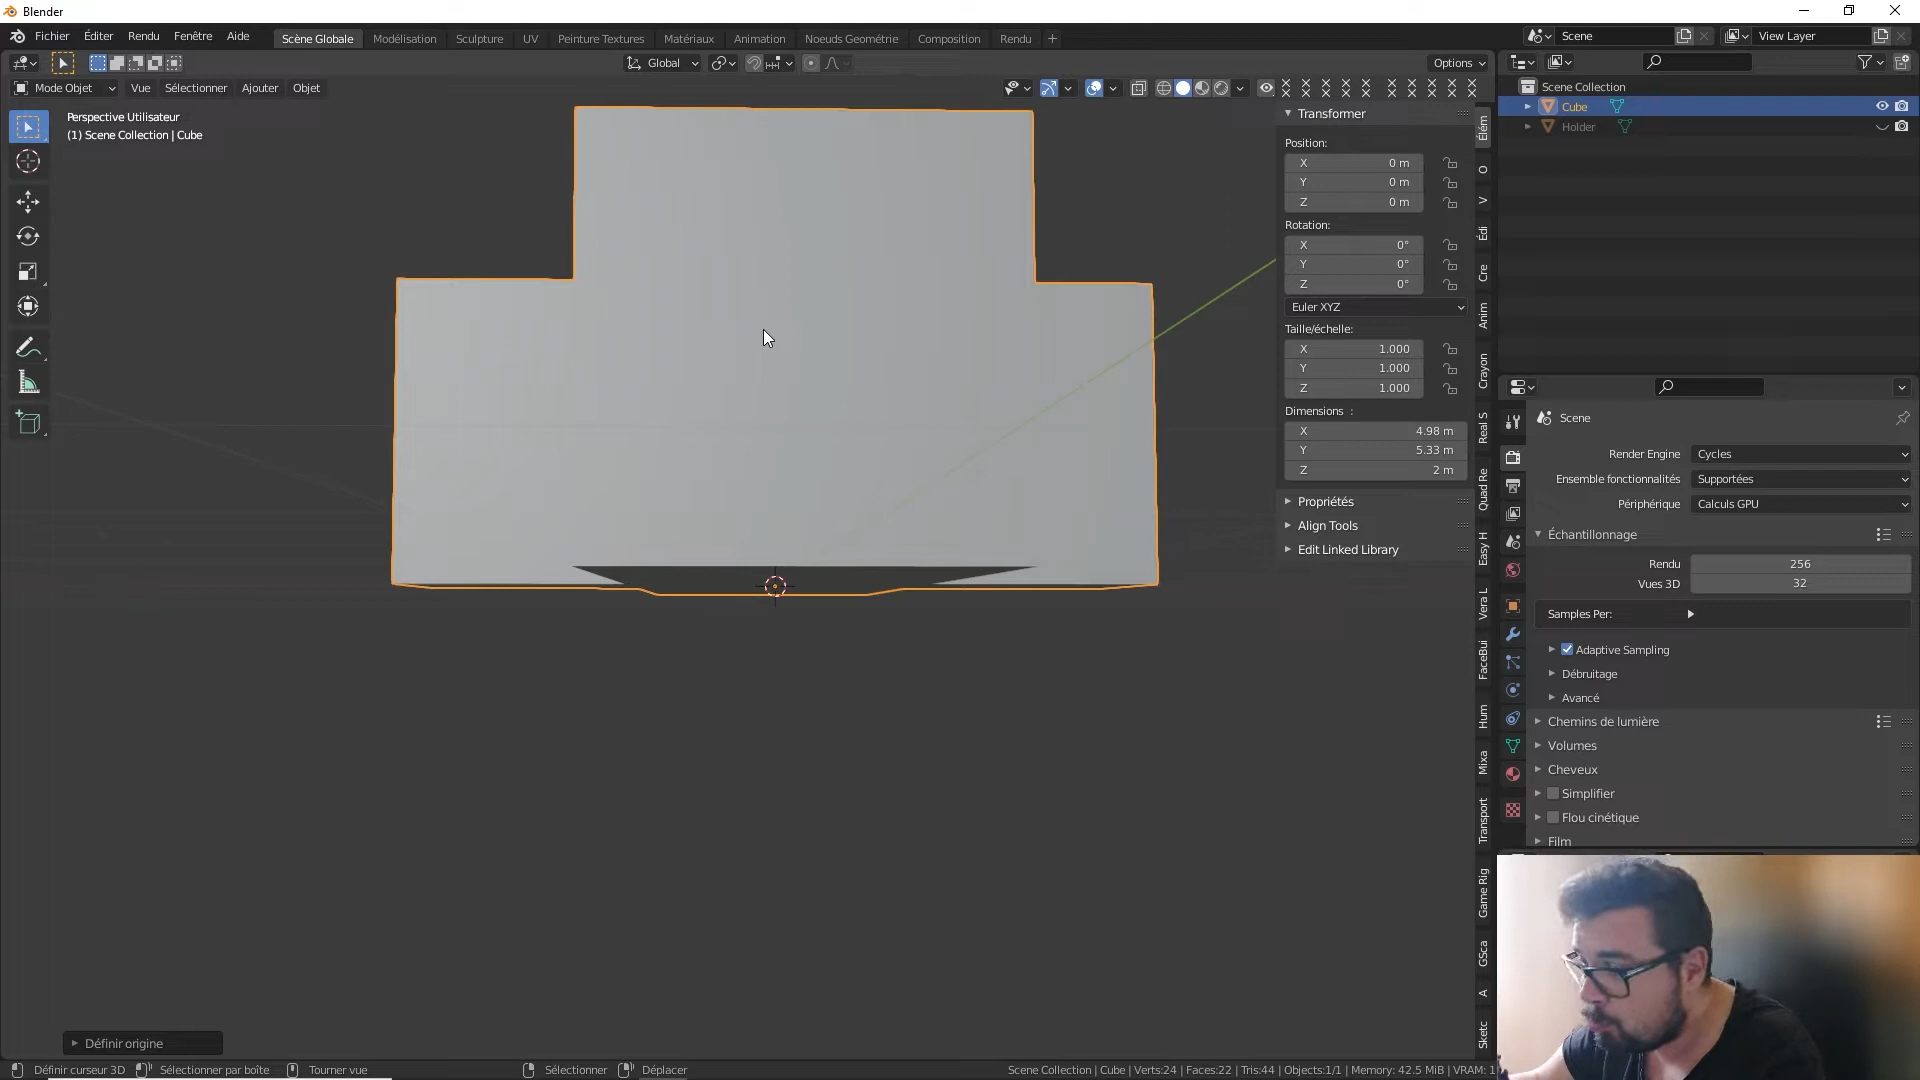 Blender
Fichier Éditer Rendu Fenêtre Aide
Scène Globale Modélisation Sculpture UV Peinture Textures Matériaux Animation Noeuds Geométrie Composition Rendu +
Scene
View Layer
Global
Options
Mode Objet Vue Sélectionner Ajouter Objet
Perspective Utilisateur
(1) Scene Collection | Cube
Transformer
Position:
X 0 m
Y 0 m
Z 0 m
Rotation:
X 0°
Y 0°
Z 0°
Euler XYZ
Taille/échelle:
X 1.000
Y 1.000
Z 1.000
Dimensions :
X 4.98 m
Y 5.33 m
Z 2 m
Propriétés
Align Tools
Edit Linked Library
Élém
O
V
Édi
Cre
Anim
Crayon
Real S
Quad Re
Easy H
Vera L
FaceBui
Hum
Mixa
Transport
Game Rig
GSca
A
Sketc
Scene Collection
Cube
Holder
Scene
Render Engine Cycles
Ensemble fonctionnalités Supportées
Périphérique Calculs GPU
Échantillonnage
Rendu 256
Vues 3D 32
Samples Per:
Adaptive Sampling
Débruitage
Avancé
Chemins de lumière
Volumes
Cheveux
Simplifier
Flou cinétique
Film
Définir origine
Définir curseur 3D Sélectionner par boîte Tourner vue Sélectionner Déplacer
Scene Collection | Cube | Verts:24 | Faces:22 | Tris:44 | Objects:1/1 | Memory: 42.5 MiB | VRAM: 1